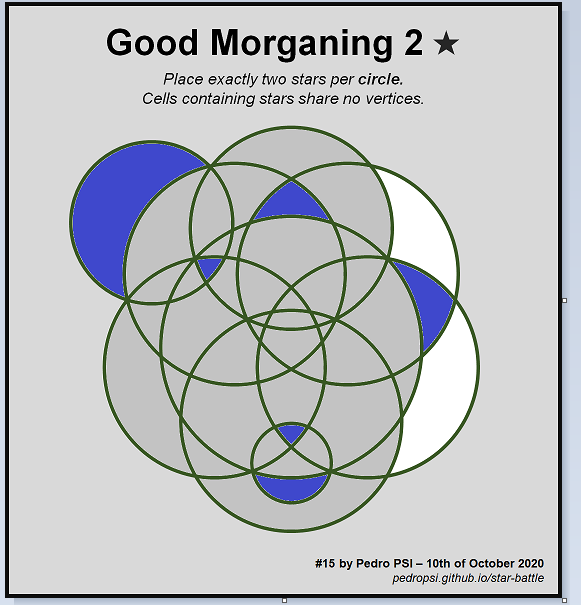 Good Morganing 2 ★
Place exactly two stars per circle.
Cells containing stars share no vertices.
#15 by Pedro PSI – 10th of October 2020
pedropsi.github.io/star-battle